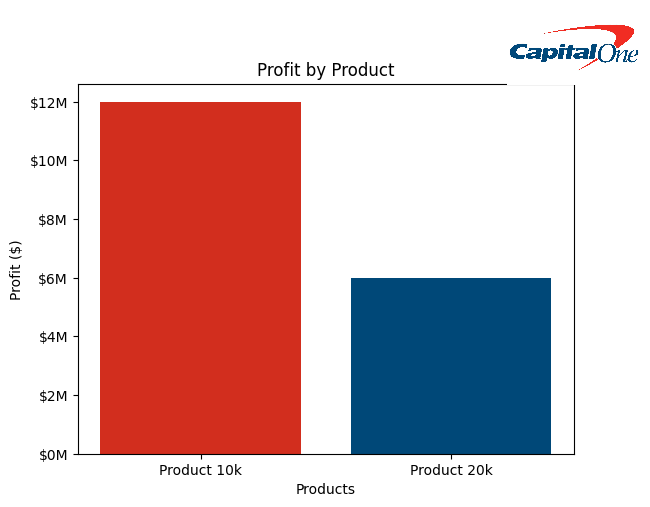 CapitalOne
Profit by Product
$12M
$10M
$8M
$6M
$4M
$2M
$0M
Profit ($)
Product 10k
Product 20k
Products